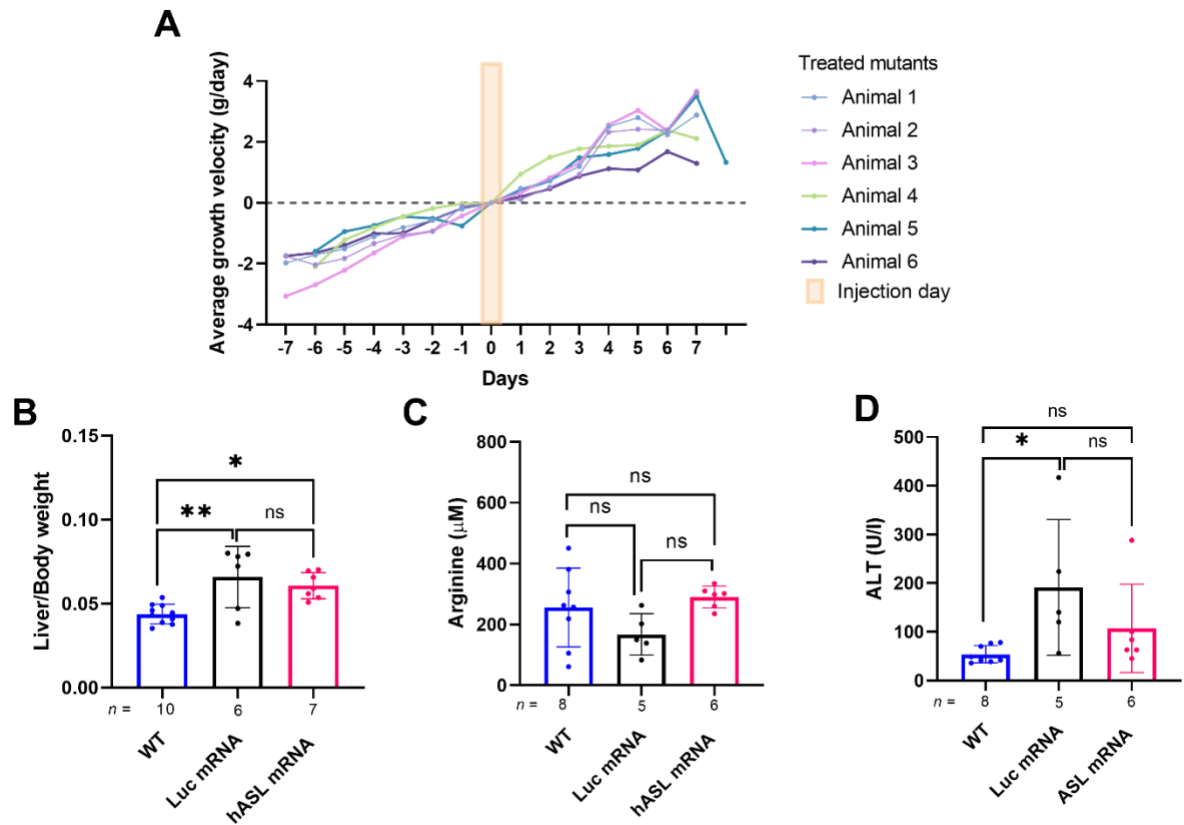 A
Average growth velocity (g/day)
4
2
0
-2
-4
-7 -6 -5 -4 -3 -2 -1 0 1 2 3 4 5 6 7
Days
Treated mutants
Animal 1
Animal 2
Animal 3
Animal 4
Animal 5
Animal 6
Injection day
B
Liver/Body weight
0.15
0.10
0.05
0.00
*
**
ns
n = 10 6 7
WT
Luc mRNA
hASL mRNA
C
Arginine (μM)
800
600
400
200
0
ns
ns
ns
n = 8 5 6
WT
Luc mRNA
hASL mRNA
D
ALT (U/l)
500
400
300
200
100
0
ns
*
ns
n = 8 5 6
WT
Luc mRNA
ASL mRNA